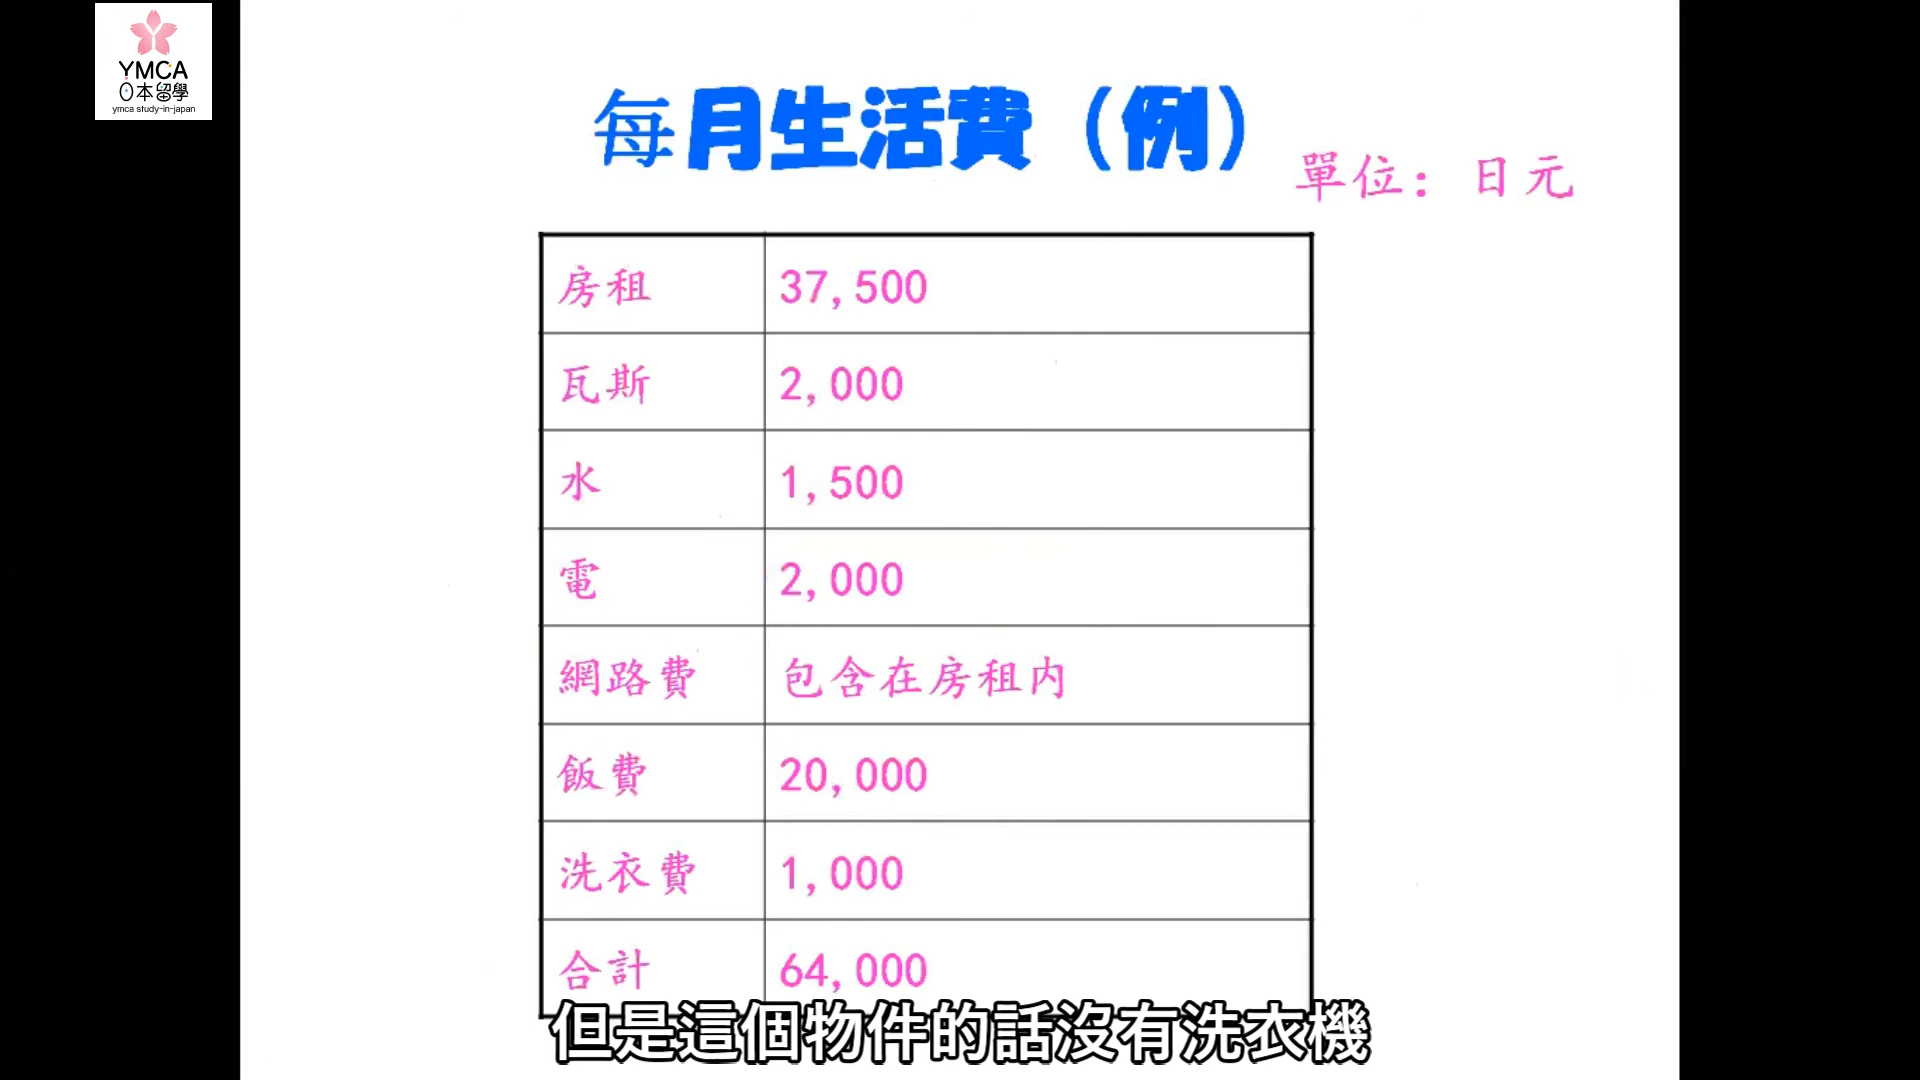 YMCA
日本留學
ymca study-in-japan
每月生活費（例）
單位：日元
房租 37,500
瓦斯 2,000
水 1,500
電 2,000
網路費 包含在房租内
飯費 20,000
洗衣費 1,000
合計 64,000
但是這個物件的話沒有洗衣機